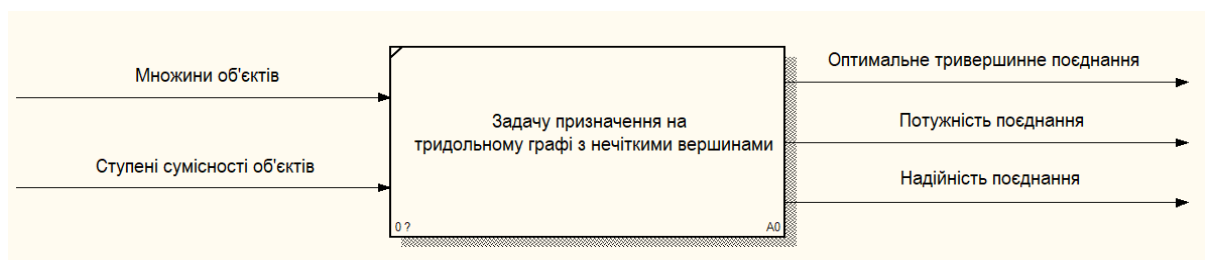 Множини об'єктів
Ступені сумісності об'єктів
Задачу призначення на
тридольному графі з нечіткими вершинами
0 ?
A0
Оптимальне тривершинне поєднання
Потужність поєднання
Надійність поєднання